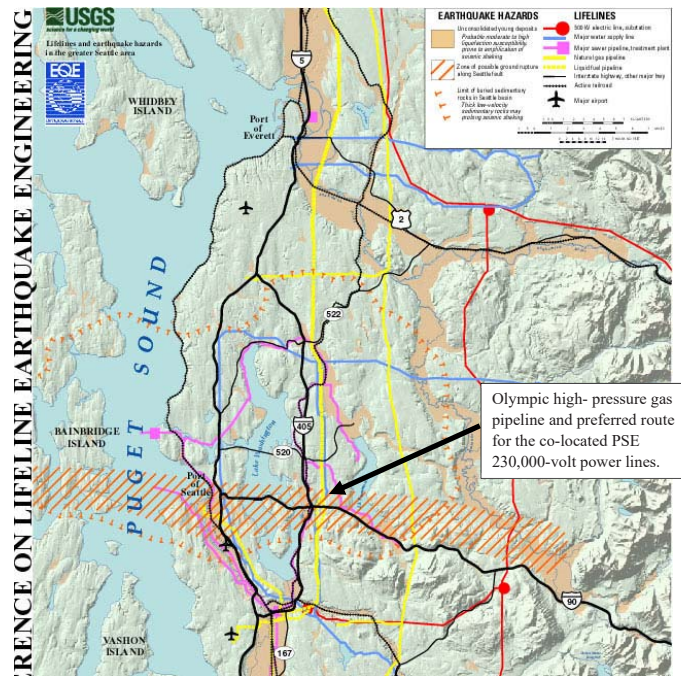 RENCE ON LIFELINE EARTHQUAKE ENGINEERING
USGS
science for a changing world
Lifelines and earthquake hazards
in the greater Seattle area
EQE
INTERNATIONAL
EARTHQUAKE HAZARDS
Unconsolidated young deposits
Probable moderate to high
liquefaction susceptibility,
prone to amplification of
seismic shaking
Zone of possible ground rupture
along Seattle fault
Limit of buried sedimentary
rocks in Seattle basin
Thick low-velocity
sedimentary rocks may
prolong seismic shaking
LIFELINES
500kV electric line, substation
Major water supply line
Major sewer pipeline, treatment plant
Natural gas pipeline
Liquid fuel pipeline
Interstate highway, other major hwy
Active railroad
Major airport
5
WHIDBEY
ISLAND
Port
of
Everett
2
PUGET SOUND
522
Olympic high- pressure gas
pipeline and preferred route
for the co-located PSE
230,000-volt power lines.
BAINBRIDGE
ISLAND
405
Lake Washington
520
Port
of
Seattle
90
VASHON
ISLAND
167